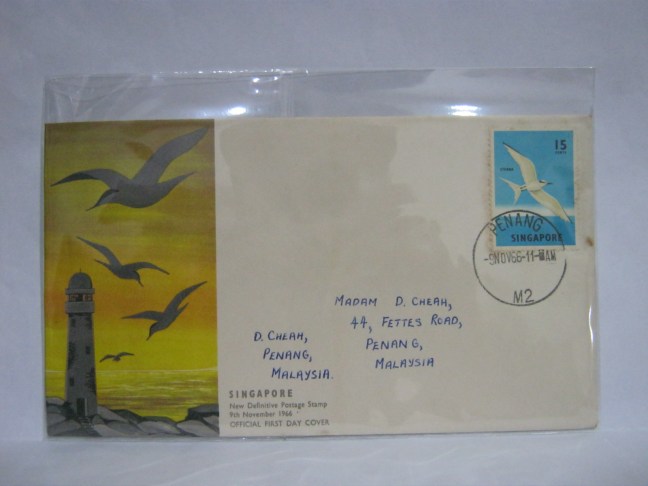 15
CENTS
PENANG
SINGAPORE
-9NOV66-11-
AM
M2
MADAM D. CHEAH,
44, FETTES ROAD,
PENANG,
MALAYSIA
D. CHEAH,
PENANG,
MALAYSIA.
SINGAPORE
New Definitive Postage Stamp
9th November 1966
OFFICIAL FIRST DAY COVER